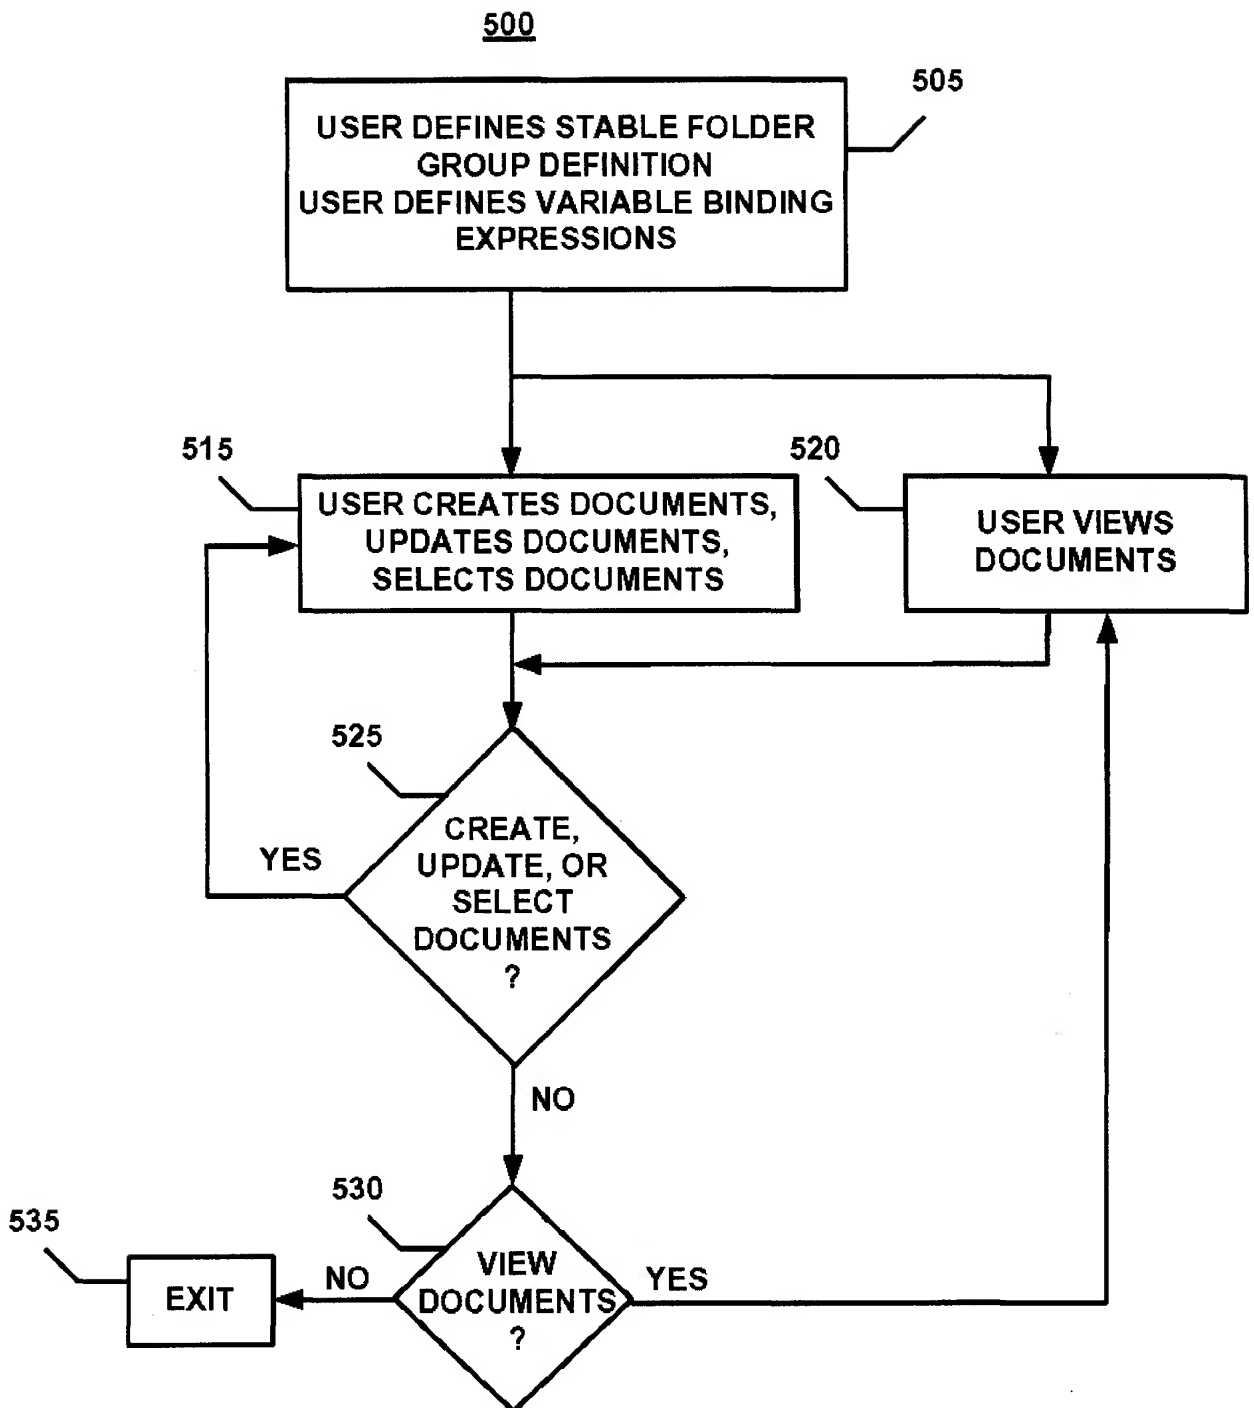 500
505
USER DEFINES STABLE FOLDER
GROUP DEFINITION
USER DEFINES VARIABLE BINDING
EXPRESSIONS
515
USER CREATES DOCUMENTS,
UPDATES DOCUMENTS,
SELECTS DOCUMENTS
520
USER VIEWS
DOCUMENTS
525
CREATE,
UPDATE, OR
SELECT
DOCUMENTS
?
YES
NO
530
VIEW
DOCUMENTS
?
YES
NO
535
EXIT